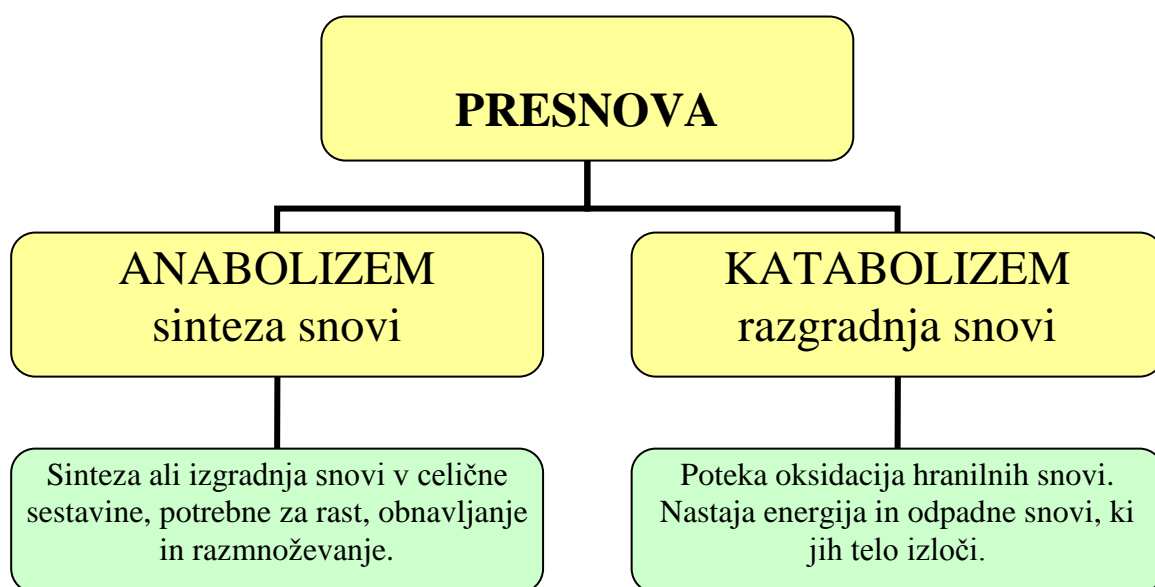 PRESNOVA
ANABOLIZEM
sinteza snovi
KATABOLIZEM
razgradnja snovi
Sinteza ali izgradnja snovi v celične
sestavine, potrebne za rast, obnavljanje
in razmnoževanje.
Poteka oksidacija hranilnih snovi.
Nastaja energija in odpadne snovi, ki
jih telo izloči.